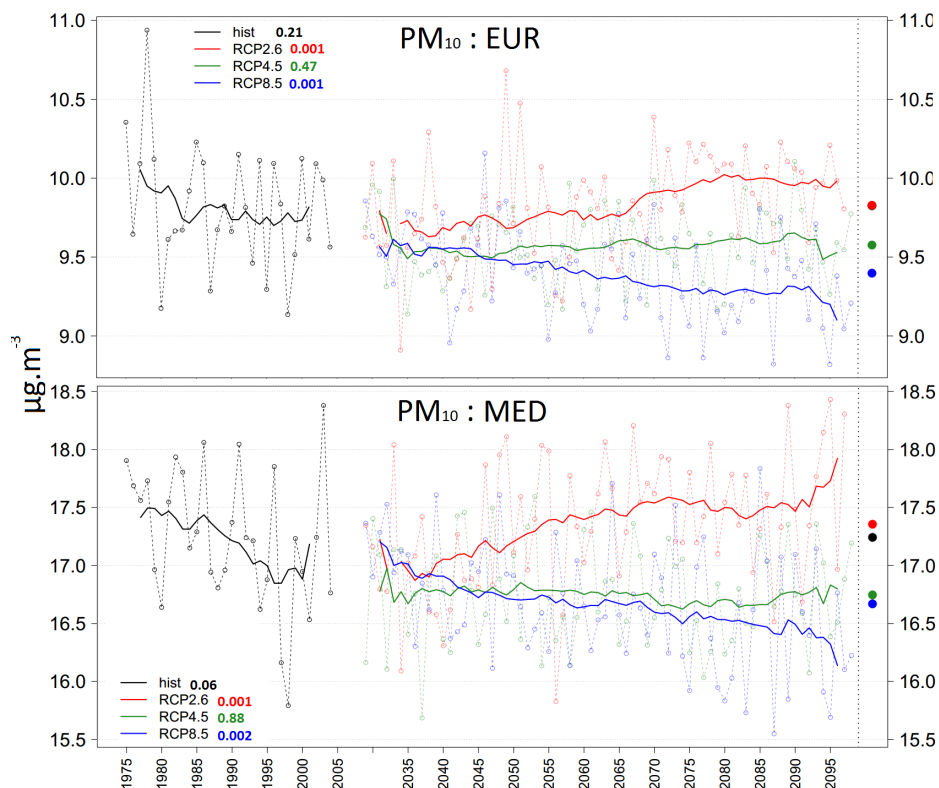 PM₁₀ : EUR
hist 0.21
RCP2.6 0.001
RCP4.5 0.47
RCP8.5 0.001
11.0 11.0
10.5 10.5
10.0 10.0
9.5 9.5
9.0 9.0
µg.m⁻³
PM₁₀ : MED
18.5 18.5
18.0 18.0
17.5 17.5
17.0 17.0
16.5 16.5
16.0 16.0
15.5 15.5
hist 0.06
RCP2.6 0.001
RCP4.5 0.88
RCP8.5 0.002
1975 1980 1985 1990 1995 2000 2005 2035 2040 2045 2050 2055 2060 2065 2070 2075 2080 2085 2090 2095